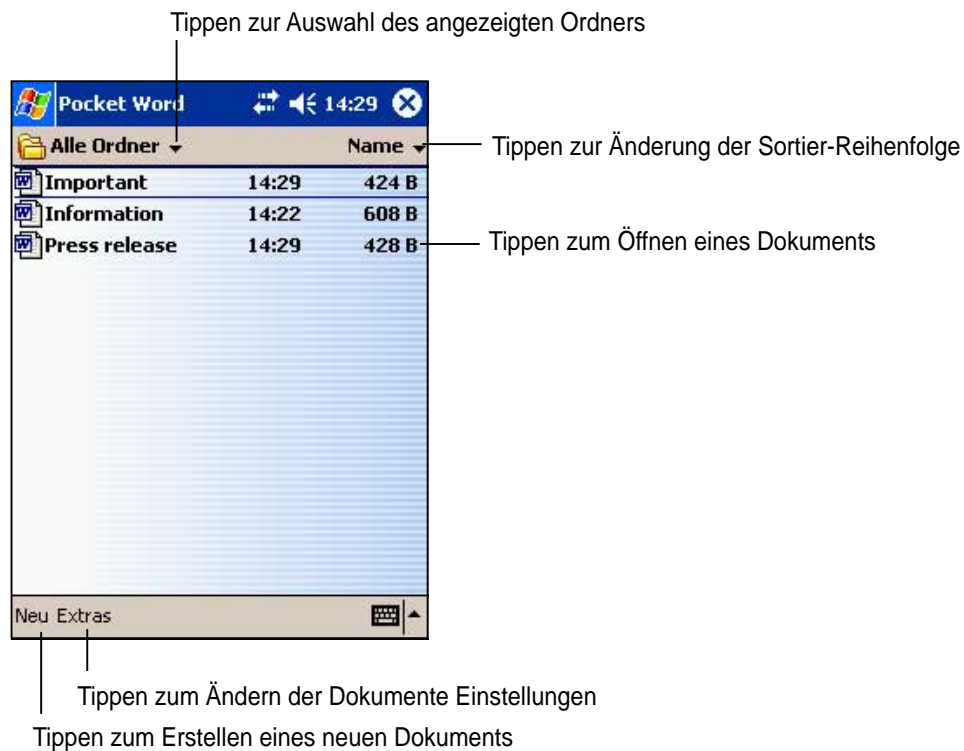 Tippen zur Auswahl des angezeigten Ordners
Pocket Word 14:29
Alle Ordner Name
Tippen zur Änderung der Sortier-Reihenfolge
Important 14:29 424 B
Information 14:22 608 B
Press release 14:29 428 B
Tippen zum Öffnen eines Dokuments
Neu Extras
Tippen zum Ändern der Dokumente Einstellungen
Tippen zum Erstellen eines neuen Dokuments